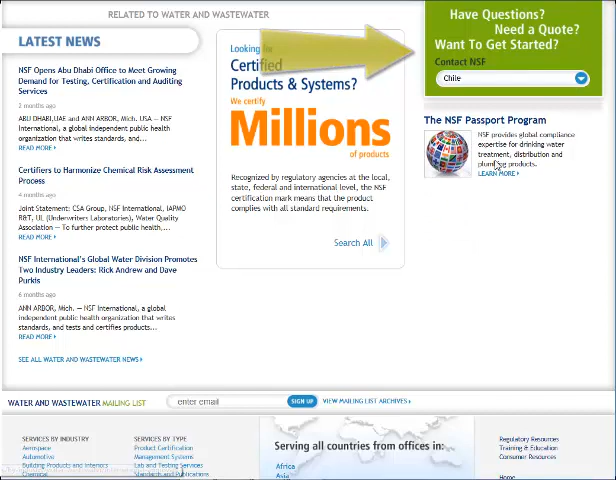 RELATED TO WATER AND WASTEWATER
LATEST NEWS
NSF Opens Abu Dhabi Office to Meet Growing
Demand for Testing, Certification and Auditing
Services
2 months ago
ABU DHABI,UAE and ANN ARBOR, Mich. USA — NSF
International, a global independent public health
organization that writes standards, and...
READ MORE
Certifiers to Harmonize Chemical Risk Assessment
Process
4 months ago
Joint Statement: CSA Group, NSF International, IAPMO
R&T, UL (Underwriters Laboratories), Water Quality
Association — To further protect public health,...
READ MORE
NSF International's Global Water Division Promotes
Two Industry Leaders: Rick Andrew and Dave
Purkis
6 months ago
ANN ARBOR, Mich. — NSF International, a global
independent public health organization that writes
standards, and tests and certifies products...
READ MORE
SEE ALL WATER AND WASTEWATER NEWS
Looking for
Certified
Products & Systems?
We certify
Millions
of products
Recognized by regulatory agencies at the local,
state, federal and international level, the NSF
certification mark means that the product
complies with all standard requirements.
Search All
Have Questions?
Need a Quote?
Want To Get Started?
Contact NSF
Chile
The NSF Passport Program
NSF provides global compliance
expertise for drinking water
treatment, distribution and
plumbing products.
LEARN MORE
WATER AND WASTEWATER MAILING LIST
enter email
SIGN UP
VIEW MAILING LIST ARCHIVES
SERVICES BY INDUSTRY
Aerospace
Automotive
Building Products and Interiors
Chemical
SERVICES BY TYPE
Product Certification
Management Systems
Lab and Testing Services
Standards and Publications
Serving all countries from offices in:
Africa
Asia
Regulatory Resources
Training & Education
Consumer Resources
Home